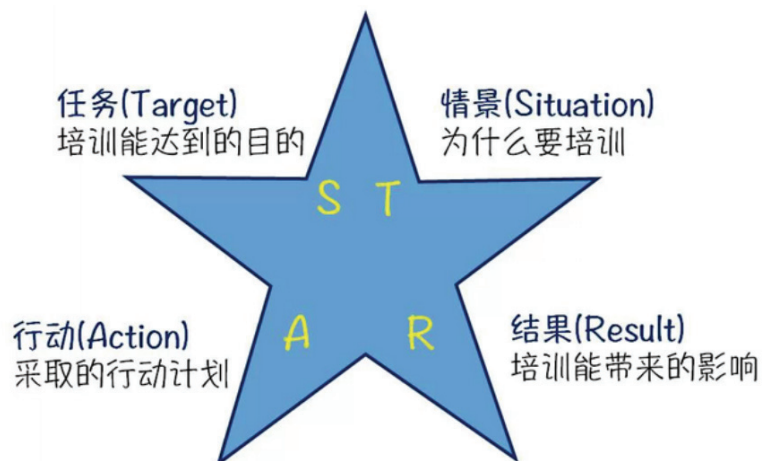 任务(Target)
培训能达到的目的
情景(Situation)
为什么要培训
S T
A R
行动(Action)
采取的行动计划
结果(Result)
培训能带来的影响